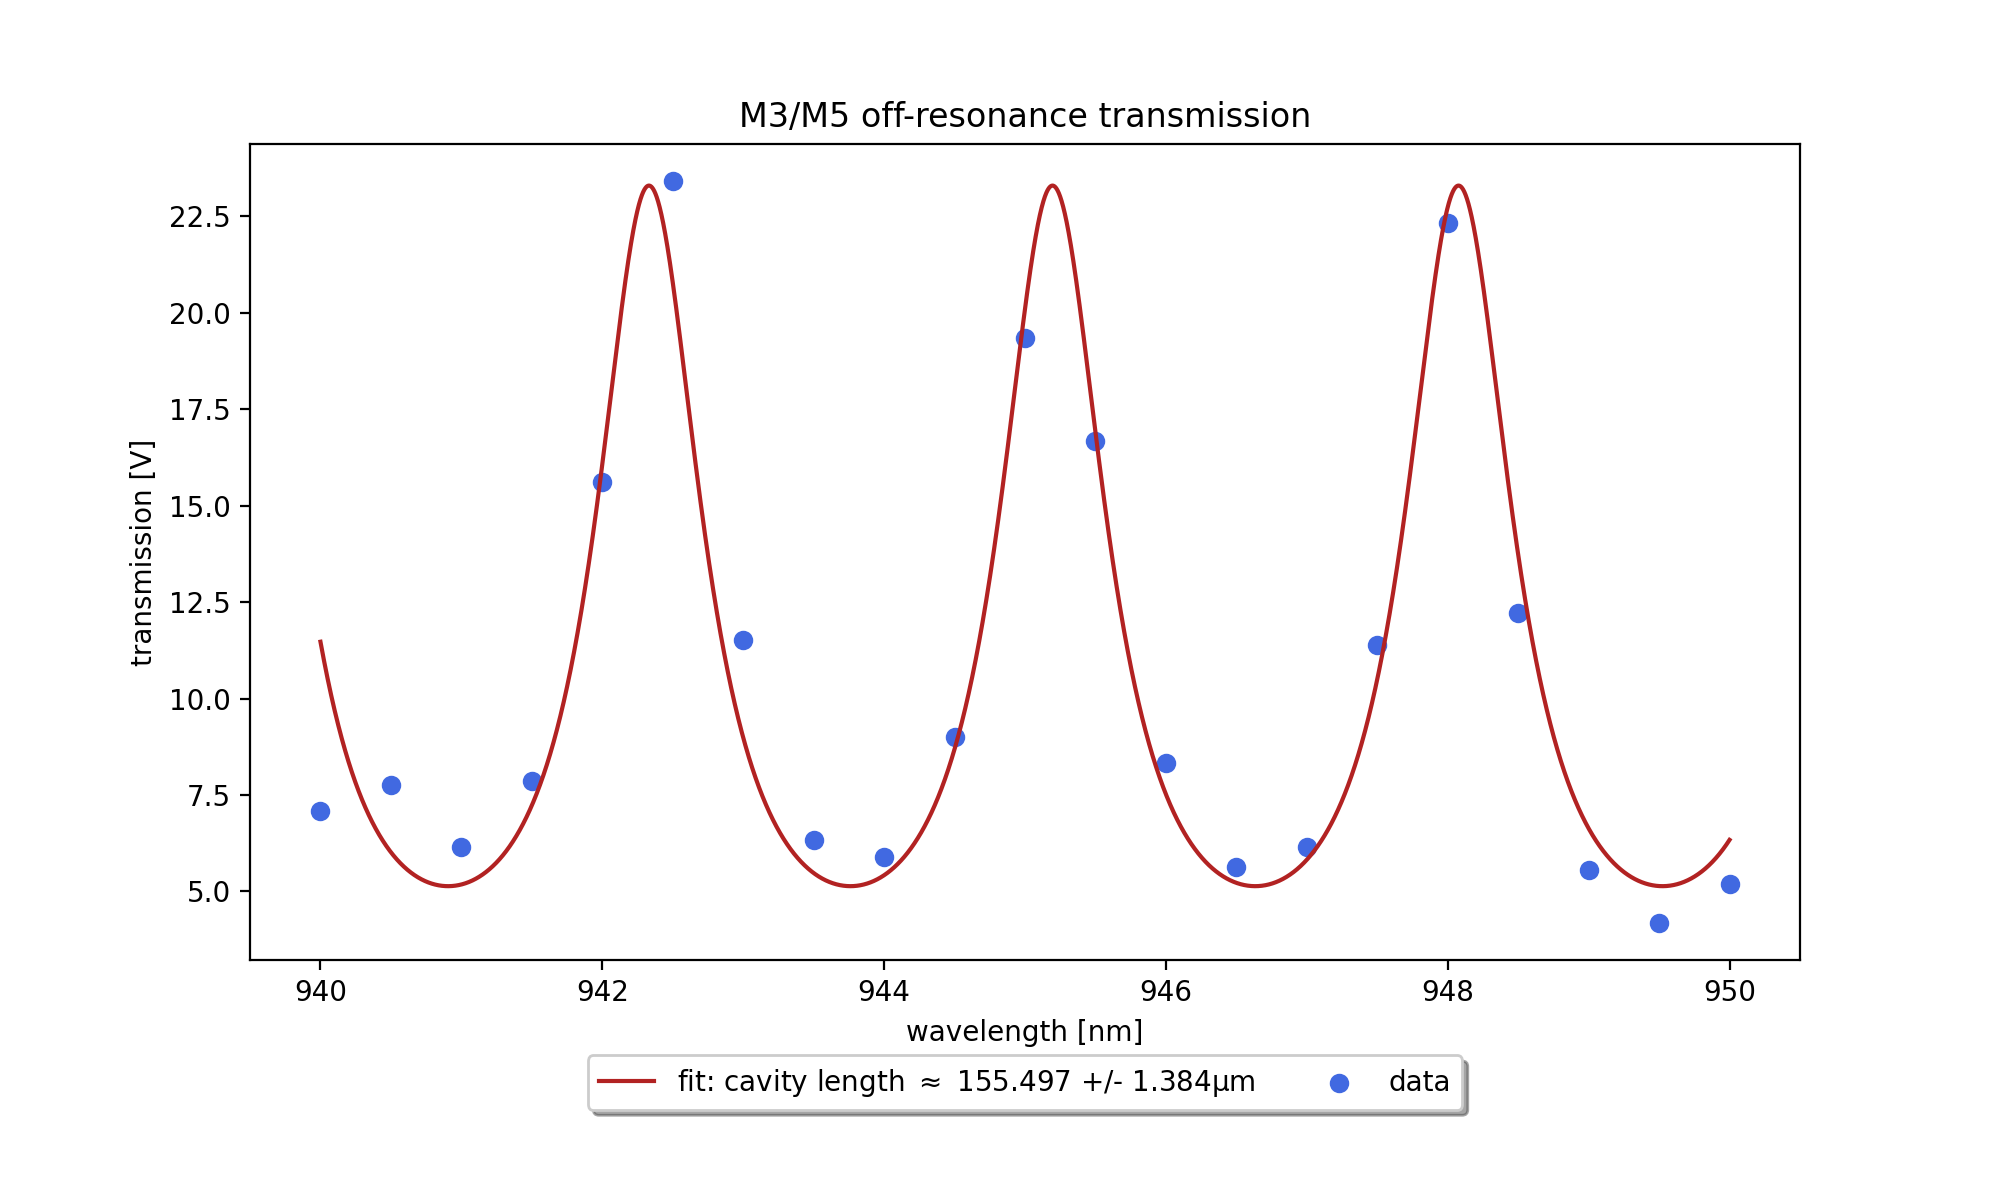 M3/M5 off-resonance transmission
transmission [V]
22.5
20.0
17.5
15.0
12.5
10.0
7.5
5.0
940 942 944 946 948 950
wavelength [nm]
fit: cavity length ≈ 155.497 +/- 1.384μm data